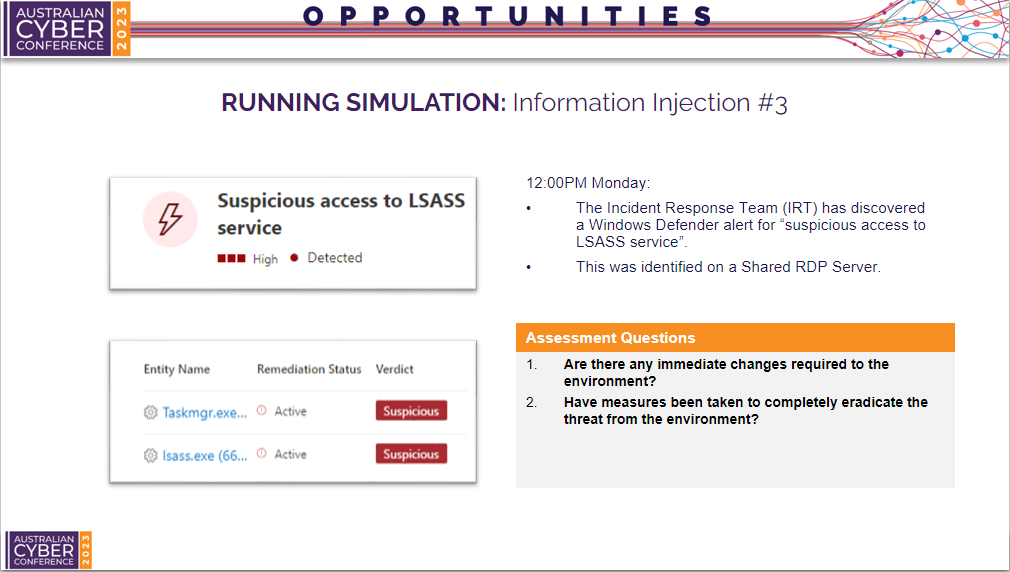 AUSTRALIAN
CYBER
CONFERENCE
2023
OPPORTUNITIES
RUNNING SIMULATION: Information Injection #3
Suspicious access to LSASS
service
High Detected
Entity Name Remediation Status Verdict
Taskmgr.exe... Active Suspicious
lsass.exe (66... Active Suspicious
12:00PM Monday:
• The Incident Response Team (IRT) has discovered
a Windows Defender alert for “suspicious access to
LSASS service”.
• This was identified on a Shared RDP Server.
Assessment Questions
1. Are there any immediate changes required to the
environment?
2. Have measures been taken to completely eradicate the
threat from the environment?
AUSTRALIAN
CYBER
CONFERENCE
2023